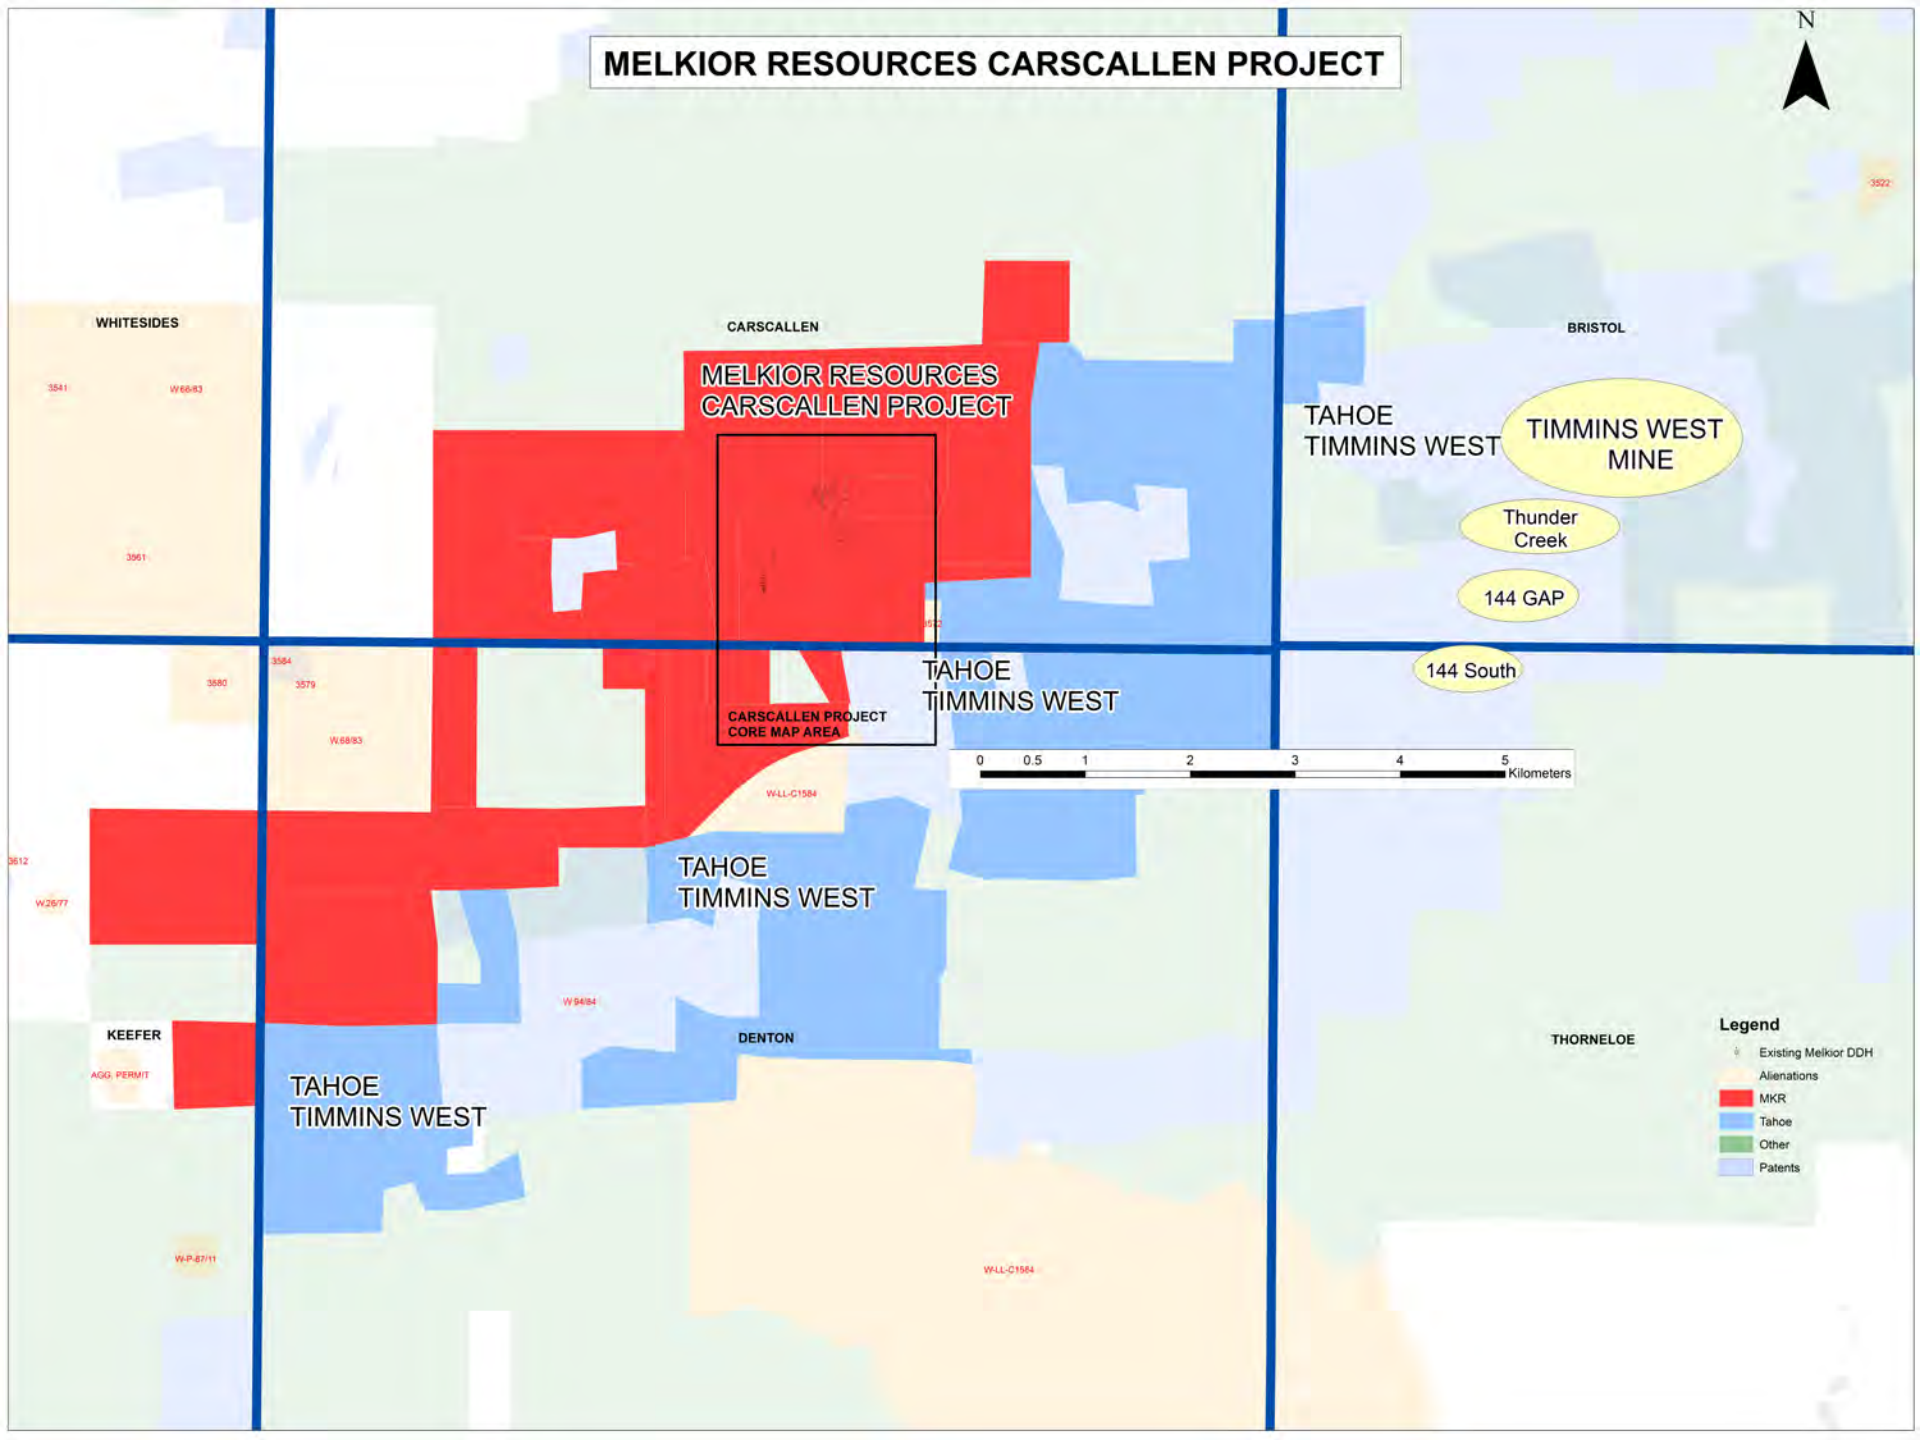 MELKIOR RESOURCES CARSCALLEN PROJECT
N
3522
WHITESIDES
CARSCALLEN
BRISTOL
3541
W.66/83
MELKIOR RESOURCES
CARSCALLEN PROJECT
TAHOE
TIMMINS WEST
TIMMINS WEST
MINE
Thunder
Creek
3561
144 GAP
3572
3584
3580
3579
TAHOE
TIMMINS WEST
144 South
CARSCALLEN PROJECT
CORE MAP AREA
W.68/83
0 0.5 1 2 3 4 5
Kilometers
W-LL-C1584
3612
W.26/77
TAHOE
TIMMINS WEST
W 94/84
KEEFER
DENTON
THORNELOE
AGG. PERMIT
TAHOE
TIMMINS WEST
Legend
Existing Melkior DDH
Alienations
MKR
Tahoe
Other
Patents
W-P-87/11
W-LL-C1584